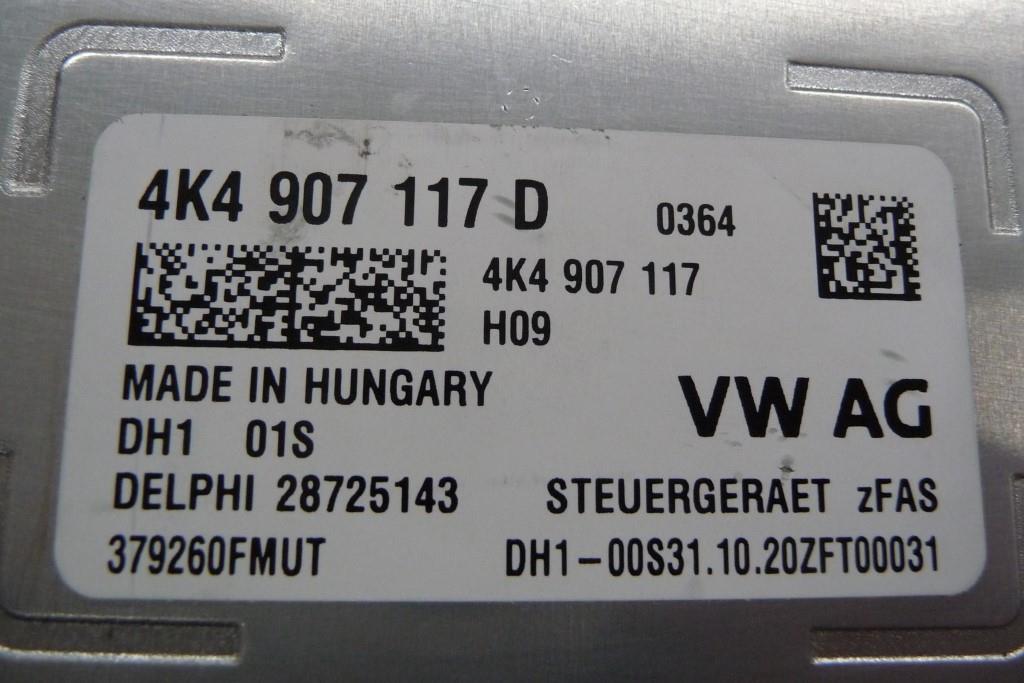 4K4 907 117 D 0364
4K4 907 117
H09
MADE IN HUNGARY
VW AG
DH1 01S
DELPHI 28725143 STEUERGERAET zFAS
379260FMUT DH1-00S31.10.20ZFT00031